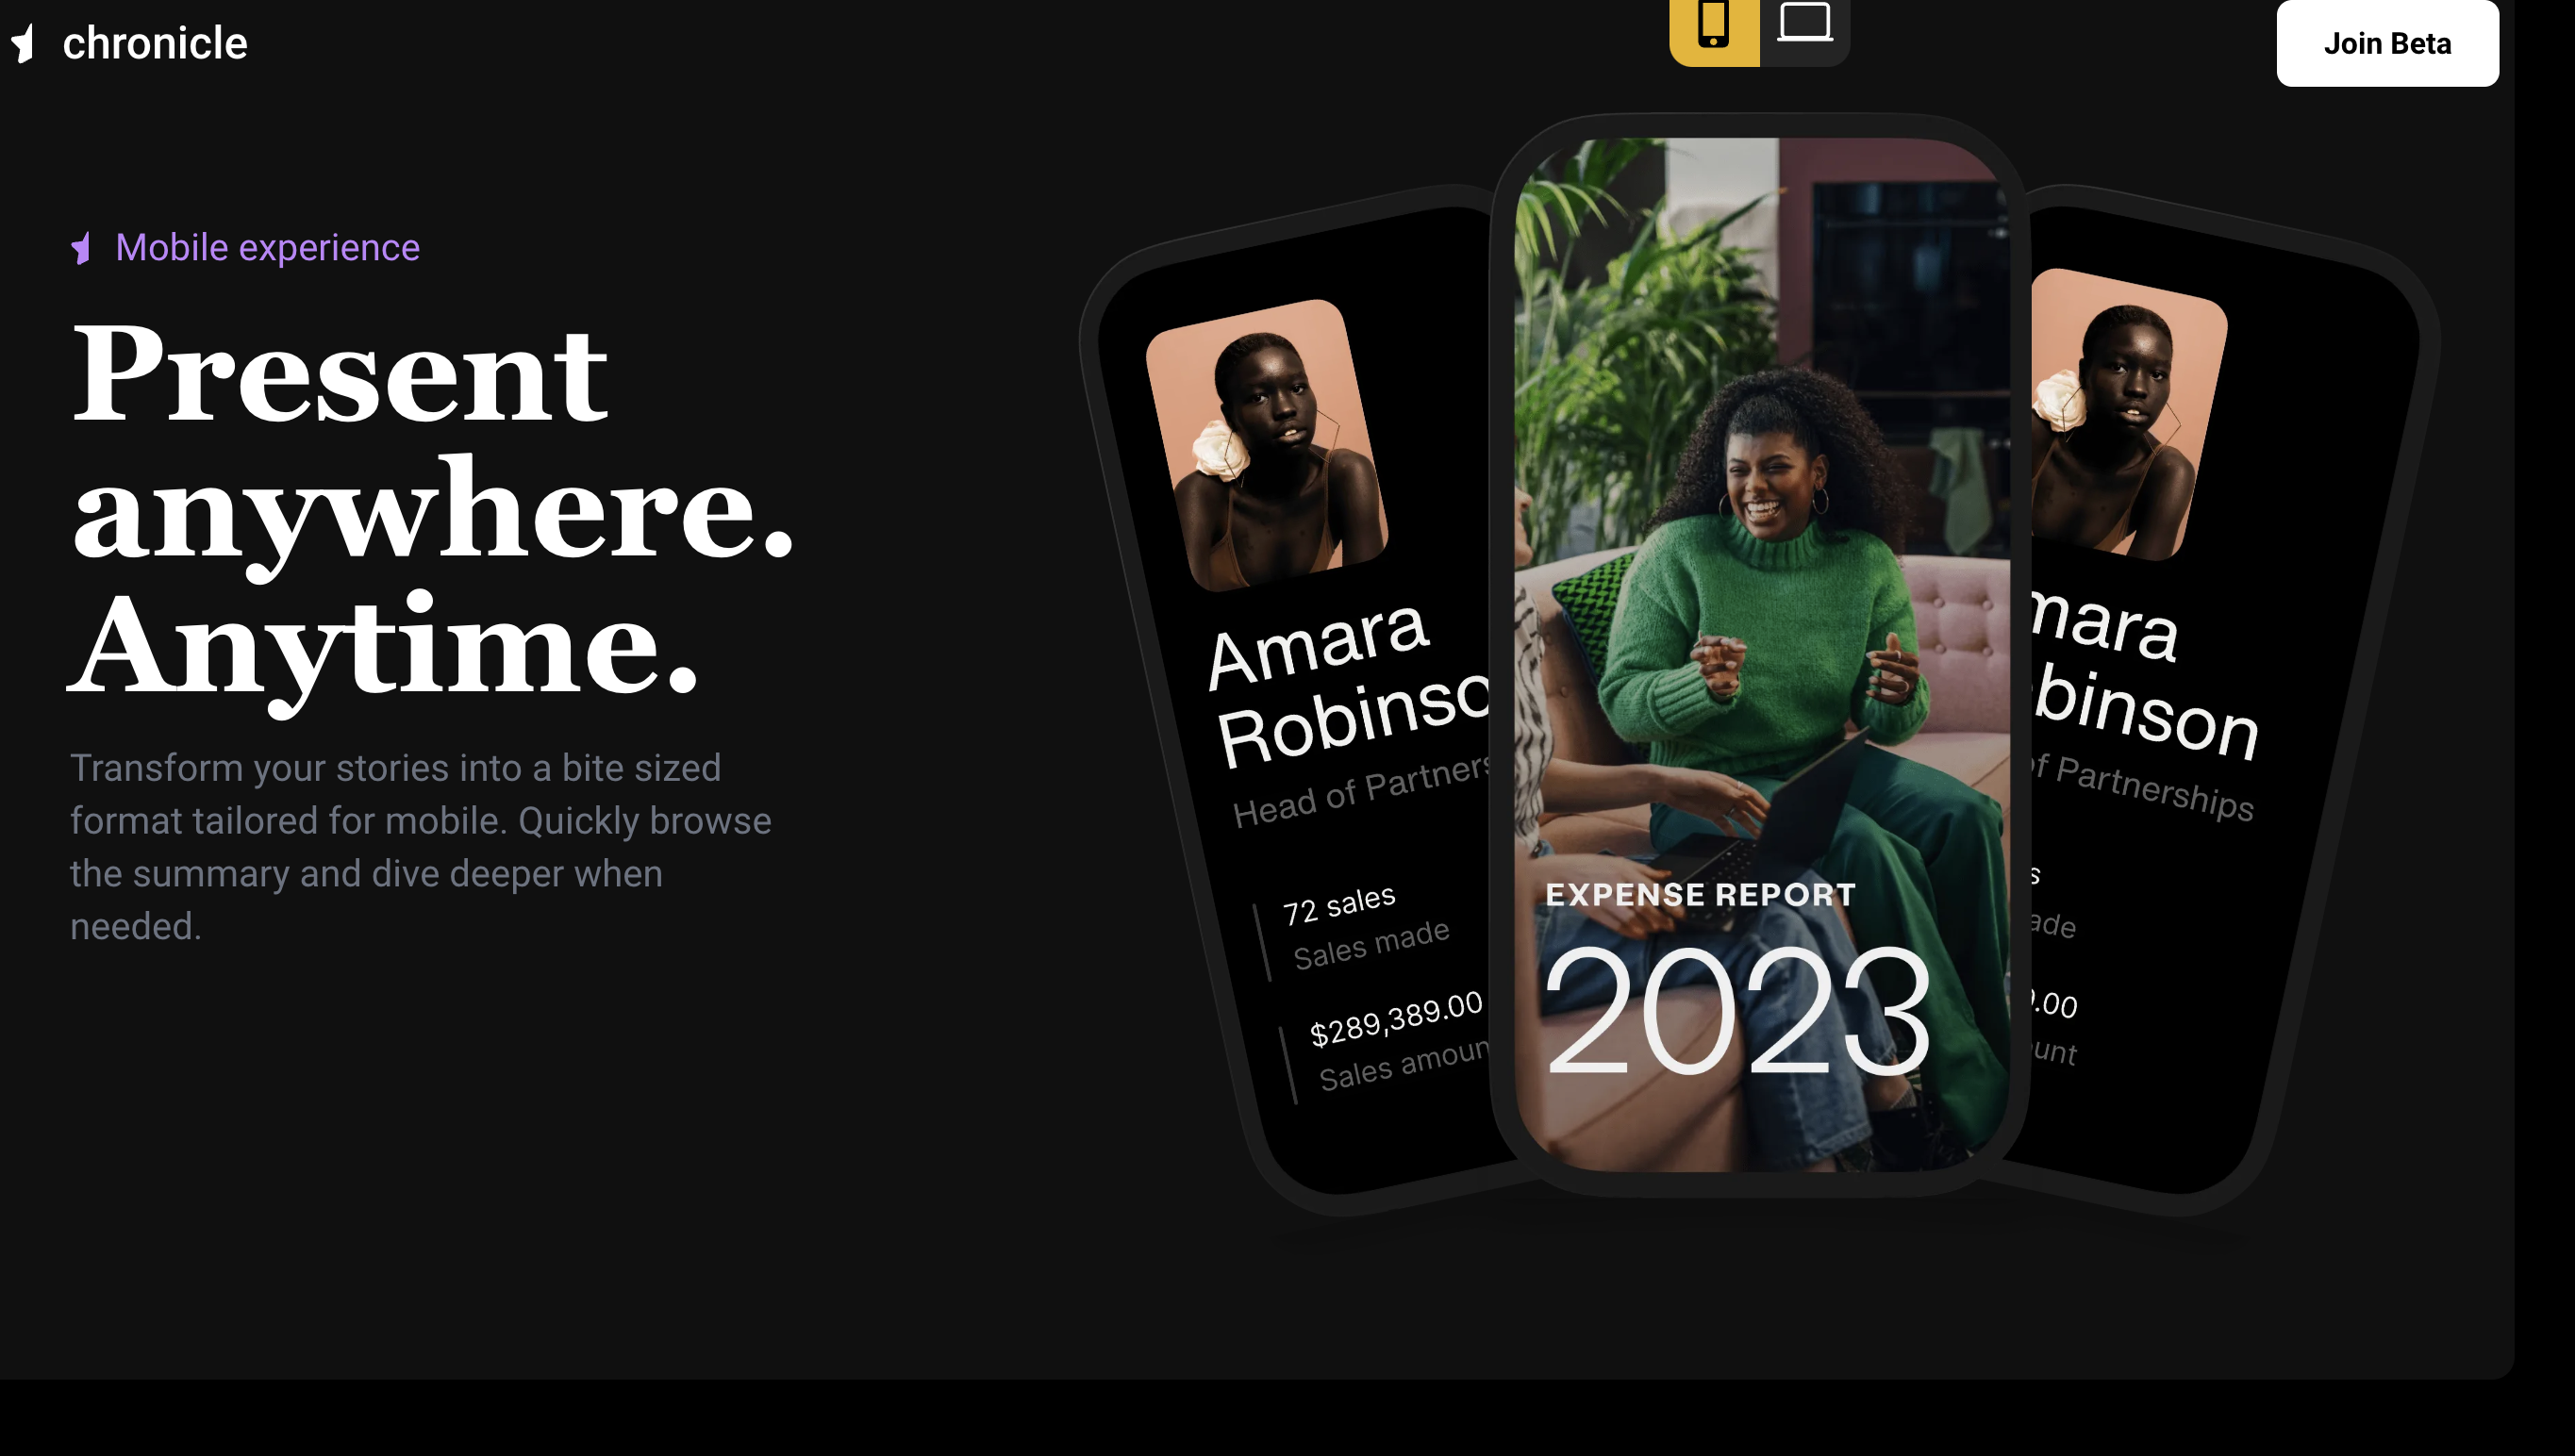 chronicle
Join Beta
Mobile experience
Present
anywhere.
Anytime.
Transform your stories into a bite sized
format tailored for mobile. Quickly browse
the summary and dive deeper when
needed.
Amara
Robinso
Head of Partners
72 sales
Sales made
$289,389.00
Sales amoun
EXPENSE REPORT
2023
mara
binson
of Partnerships
s
ade
.00
unt